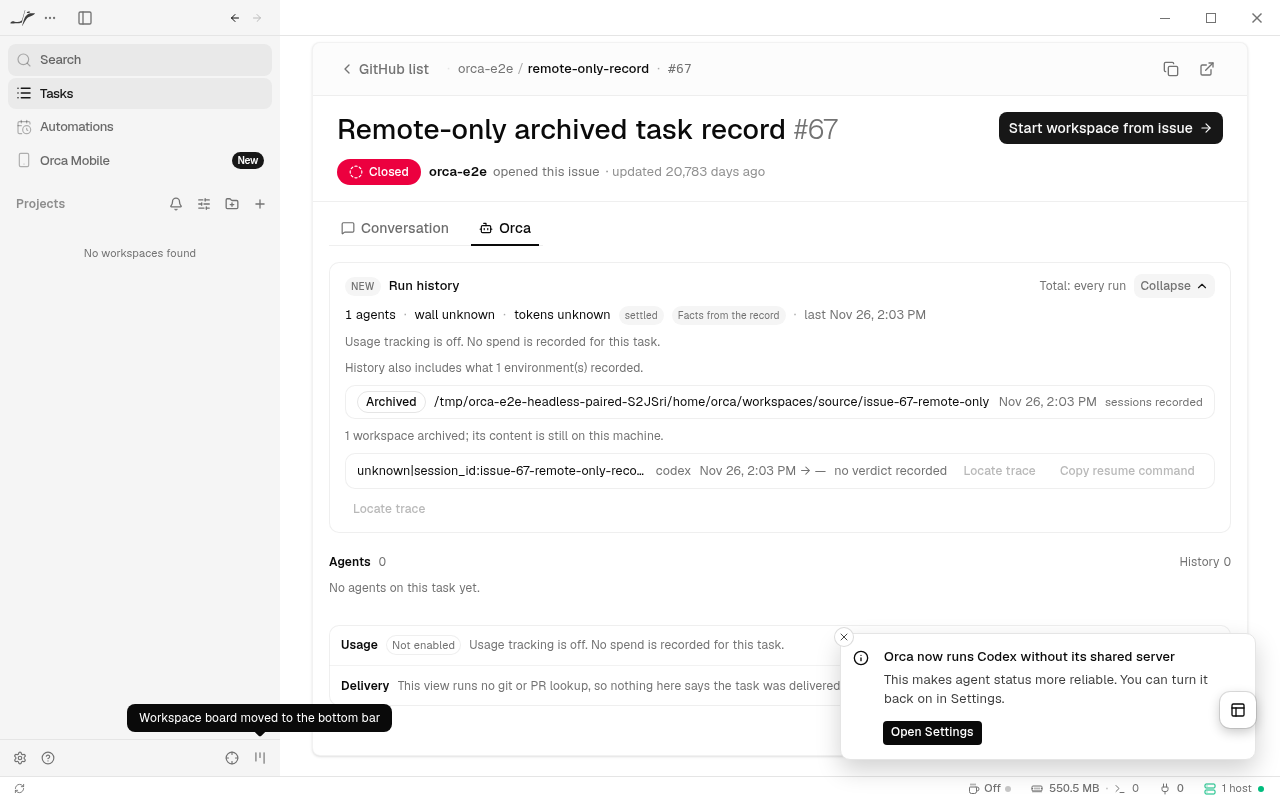 Search
Tasks
Automations
Orca Mobile New
Projects
No workspaces found
GitHub list · orca-e2e / remote-only-record · #67
Remote-only archived task record #67
Start workspace from issue
Closed orca-e2e opened this issue · updated 20,783 days ago
Conversation Orca
NEW Run history Total: every run Collapse
1 agents · wall unknown · tokens unknown settled Facts from the record · last Nov 26, 2:03 PM
Usage tracking is off. No spend is recorded for this task.
History also includes what 1 environment(s) recorded.
Archived /tmp/orca-e2e-headless-paired-S2JSri/home/orca/workspaces/source/issue-67-remote-only Nov 26, 2:03 PM sessions recorded
1 workspace archived; its content is still on this machine.
unknown|session_id:issue-67-remote-only-reco… codex Nov 26, 2:03 PM → — no verdict recorded Locate trace Copy resume command
Locate trace
Agents 0 History 0
No agents on this task yet.
Usage Not enabled Usage tracking is off. No spend is recorded for this task.
Delivery This view runs no git or PR lookup, so nothing here says the task was delivered
Orca now runs Codex without its shared server
This makes agent status more reliable. You can turn it
back on in Settings.
Open Settings
Workspace board moved to the bottom bar
Off 550.5 MB · 0 0 1 host